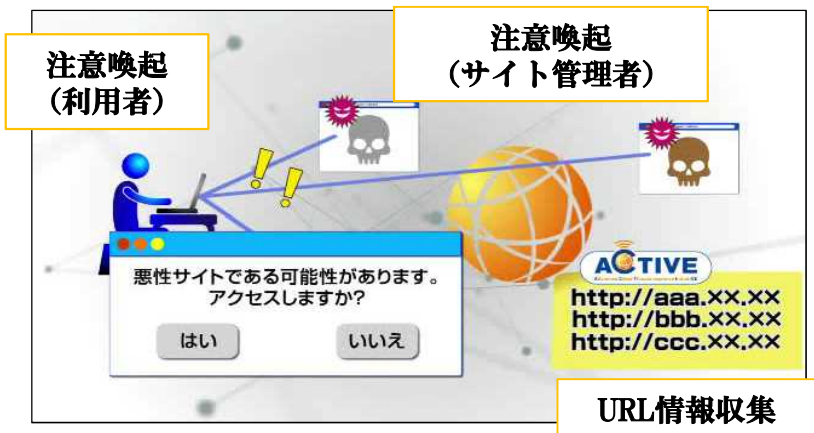 注意喚起
（利用者）
注意喚起
（サイト管理者）
悪性サイトである可能性があります。
アクセスしますか?
はい
いいえ
ACTIVE
http://aaa.××.××
http://bbb.××.××
http://ccc.××.××
URL情報収集